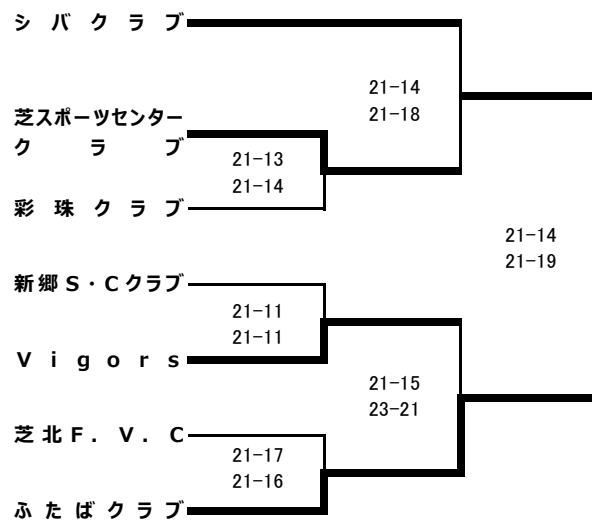 シバクラブ
21-14
21-18
芝スポーツセンター
クラブ
21-13
21-14
彩珠クラブ
21-14
21-19
新郷S・Cクラブ
21-11
21-11
Vigors
21-15
23-21
芝北F.V.C
21-17
21-16
ふたばクラブ